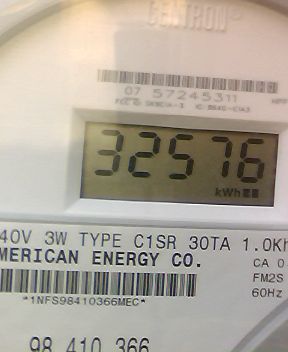 CENTRON®
07 57245311
32576
kWh
40V 3W TYPE C1SR 30TA 1.0Kh
MERICAN ENERGY CO.
CA 0
FM2S
60Hz
*1NFS98410366MEC*
98 410 366